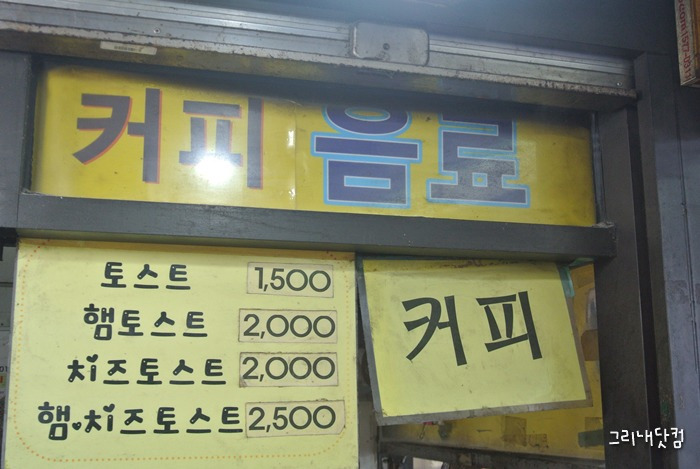 커피 음료
토스트 1,500
햄토스트 2,000
치즈토스트 2,000
햄.치즈토스트 2,500
커피
그리내닷컴